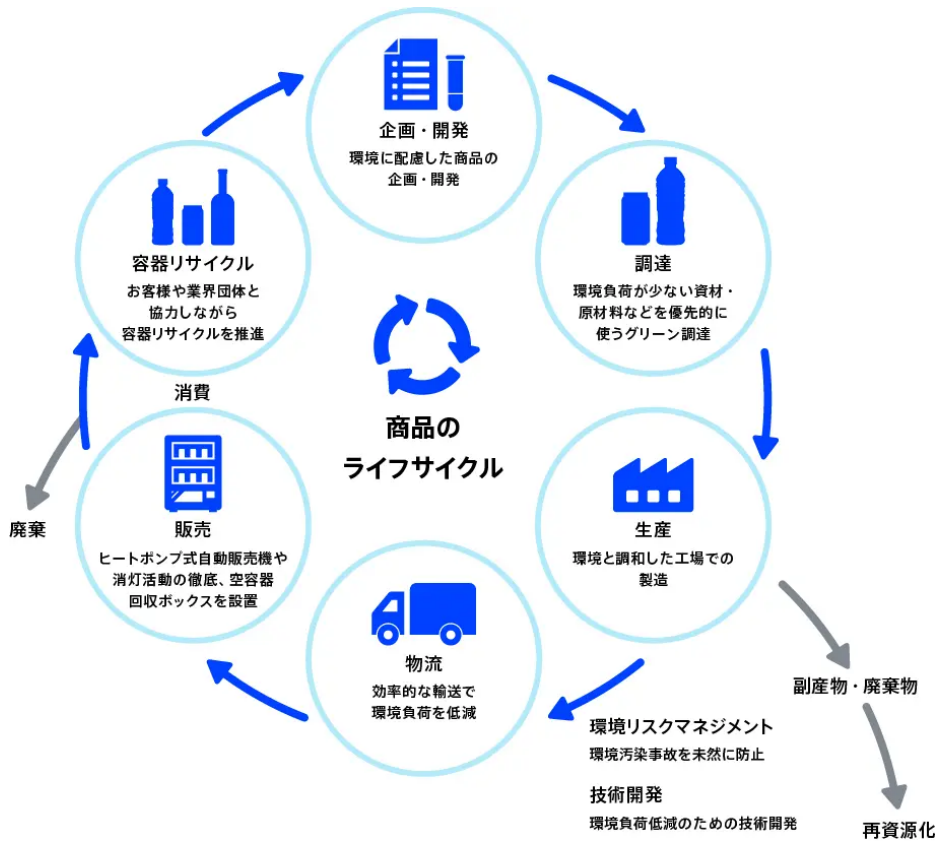 企画・開発
環境に配慮した商品の
企画・開発
調達
環境負荷が少ない資材・
原材料などを優先的に
使うグリーン調達
生産
環境と調和した工場での
製造
副産物・廃棄物
再資源化
環境リスクマネジメント
環境汚染事故を未然に防止
技術開発
環境負荷低減のための技術開発
物流
効率的な輸送で
環境負荷を低減
販売
ヒートポンプ式自動販売機や
消灯活動の徹底、空容器
回収ボックスを設置
消費
廃棄
容器リサイクル
お客様や業界団体と
協力しながら
容器リサイクルを推進
商品の
ライフサイクル